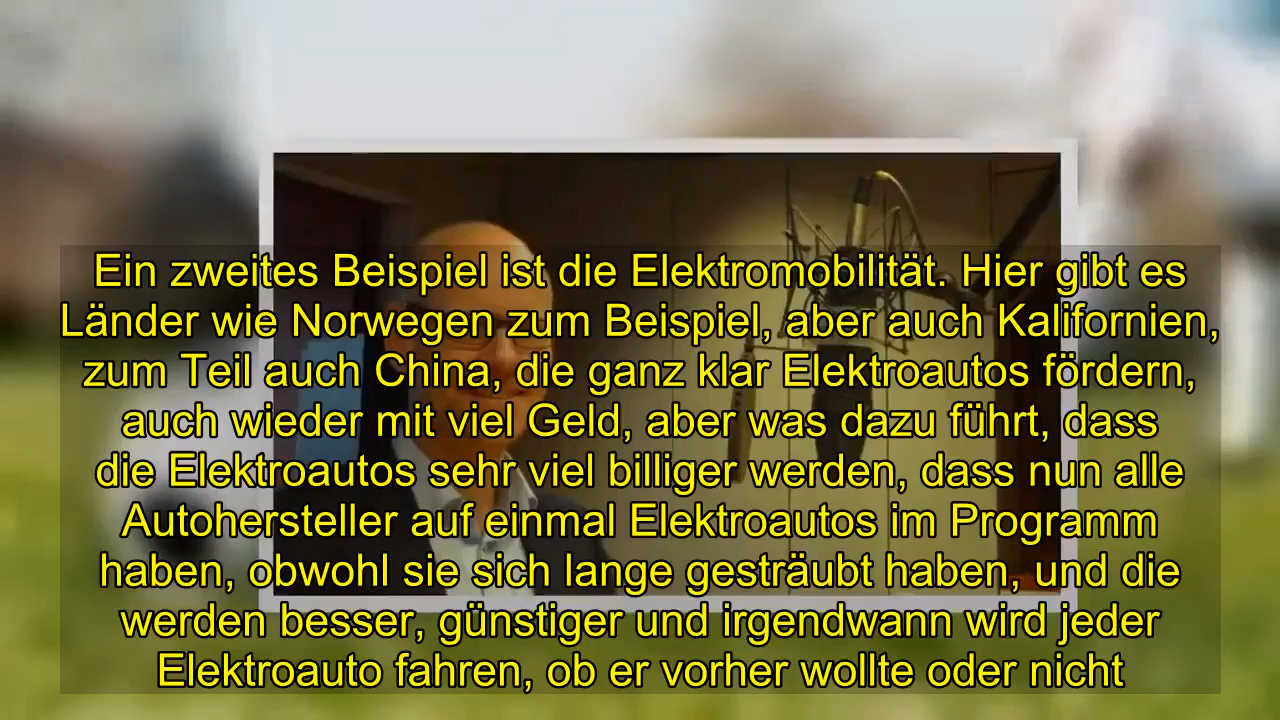 Ein zweites Beispiel ist die Elektromobilität. Hier gibt es
Länder wie Norwegen zum Beispiel, aber auch Kalifornien,
zum Teil auch China, die ganz klar Elektroautos fördern,
auch wieder mit viel Geld, aber was dazu führt, dass
die Elektroautos sehr viel billiger werden, dass nun alle
Autohersteller auf einmal Elektroautos im Programm
haben, obwohl sie sich lange gesträubt haben, und die
werden besser, günstiger und irgendwann wird jeder
Elektroauto fahren, ob er vorher wollte oder nicht